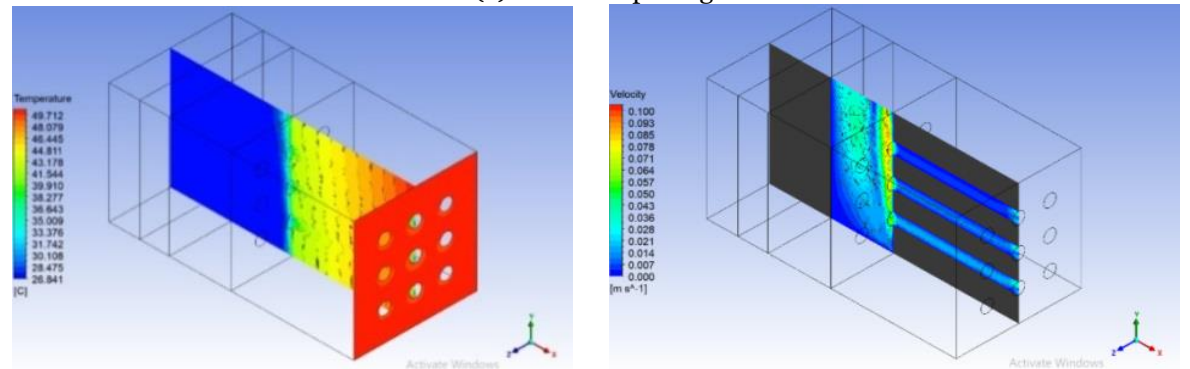 Temperature
49.712
48.079
46.445
44.811
43.178
41.544
39.910
38.277
36.643
35.009
33.376
31.742
30.108
28.475
26.841
[C]
Y
Z
X
Activate Windows
Velocity
0.100
0.093
0.085
0.078
0.071
0.064
0.057
0.050
0.043
0.036
0.028
0.021
0.014
0.007
0.000
[m s^-1]
Y
Z
X
Activate Windows